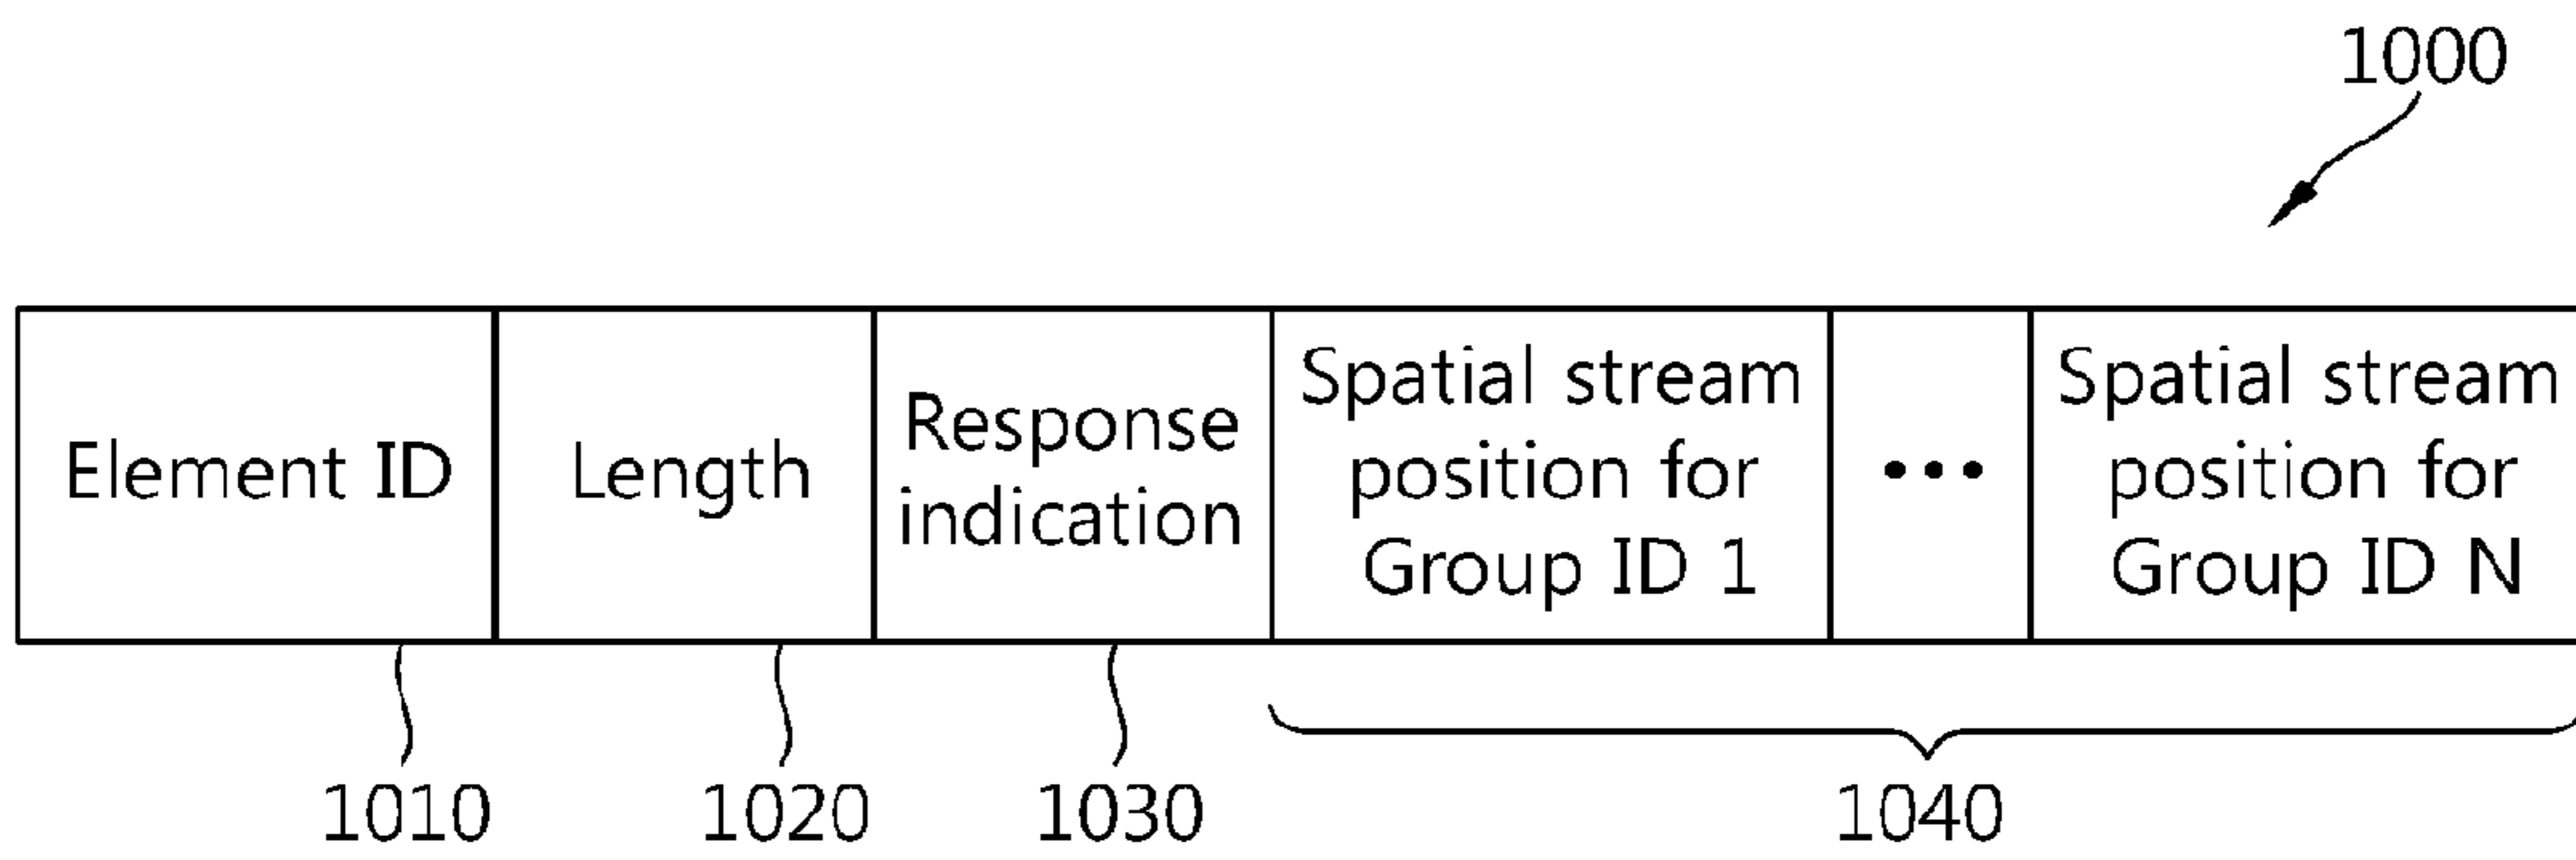 1000
Element ID
Length
Response
indication
Spatial stream
position for
Group ID 1
•••
Spatial stream
position for
Group ID N
1010
1020
1030
1040